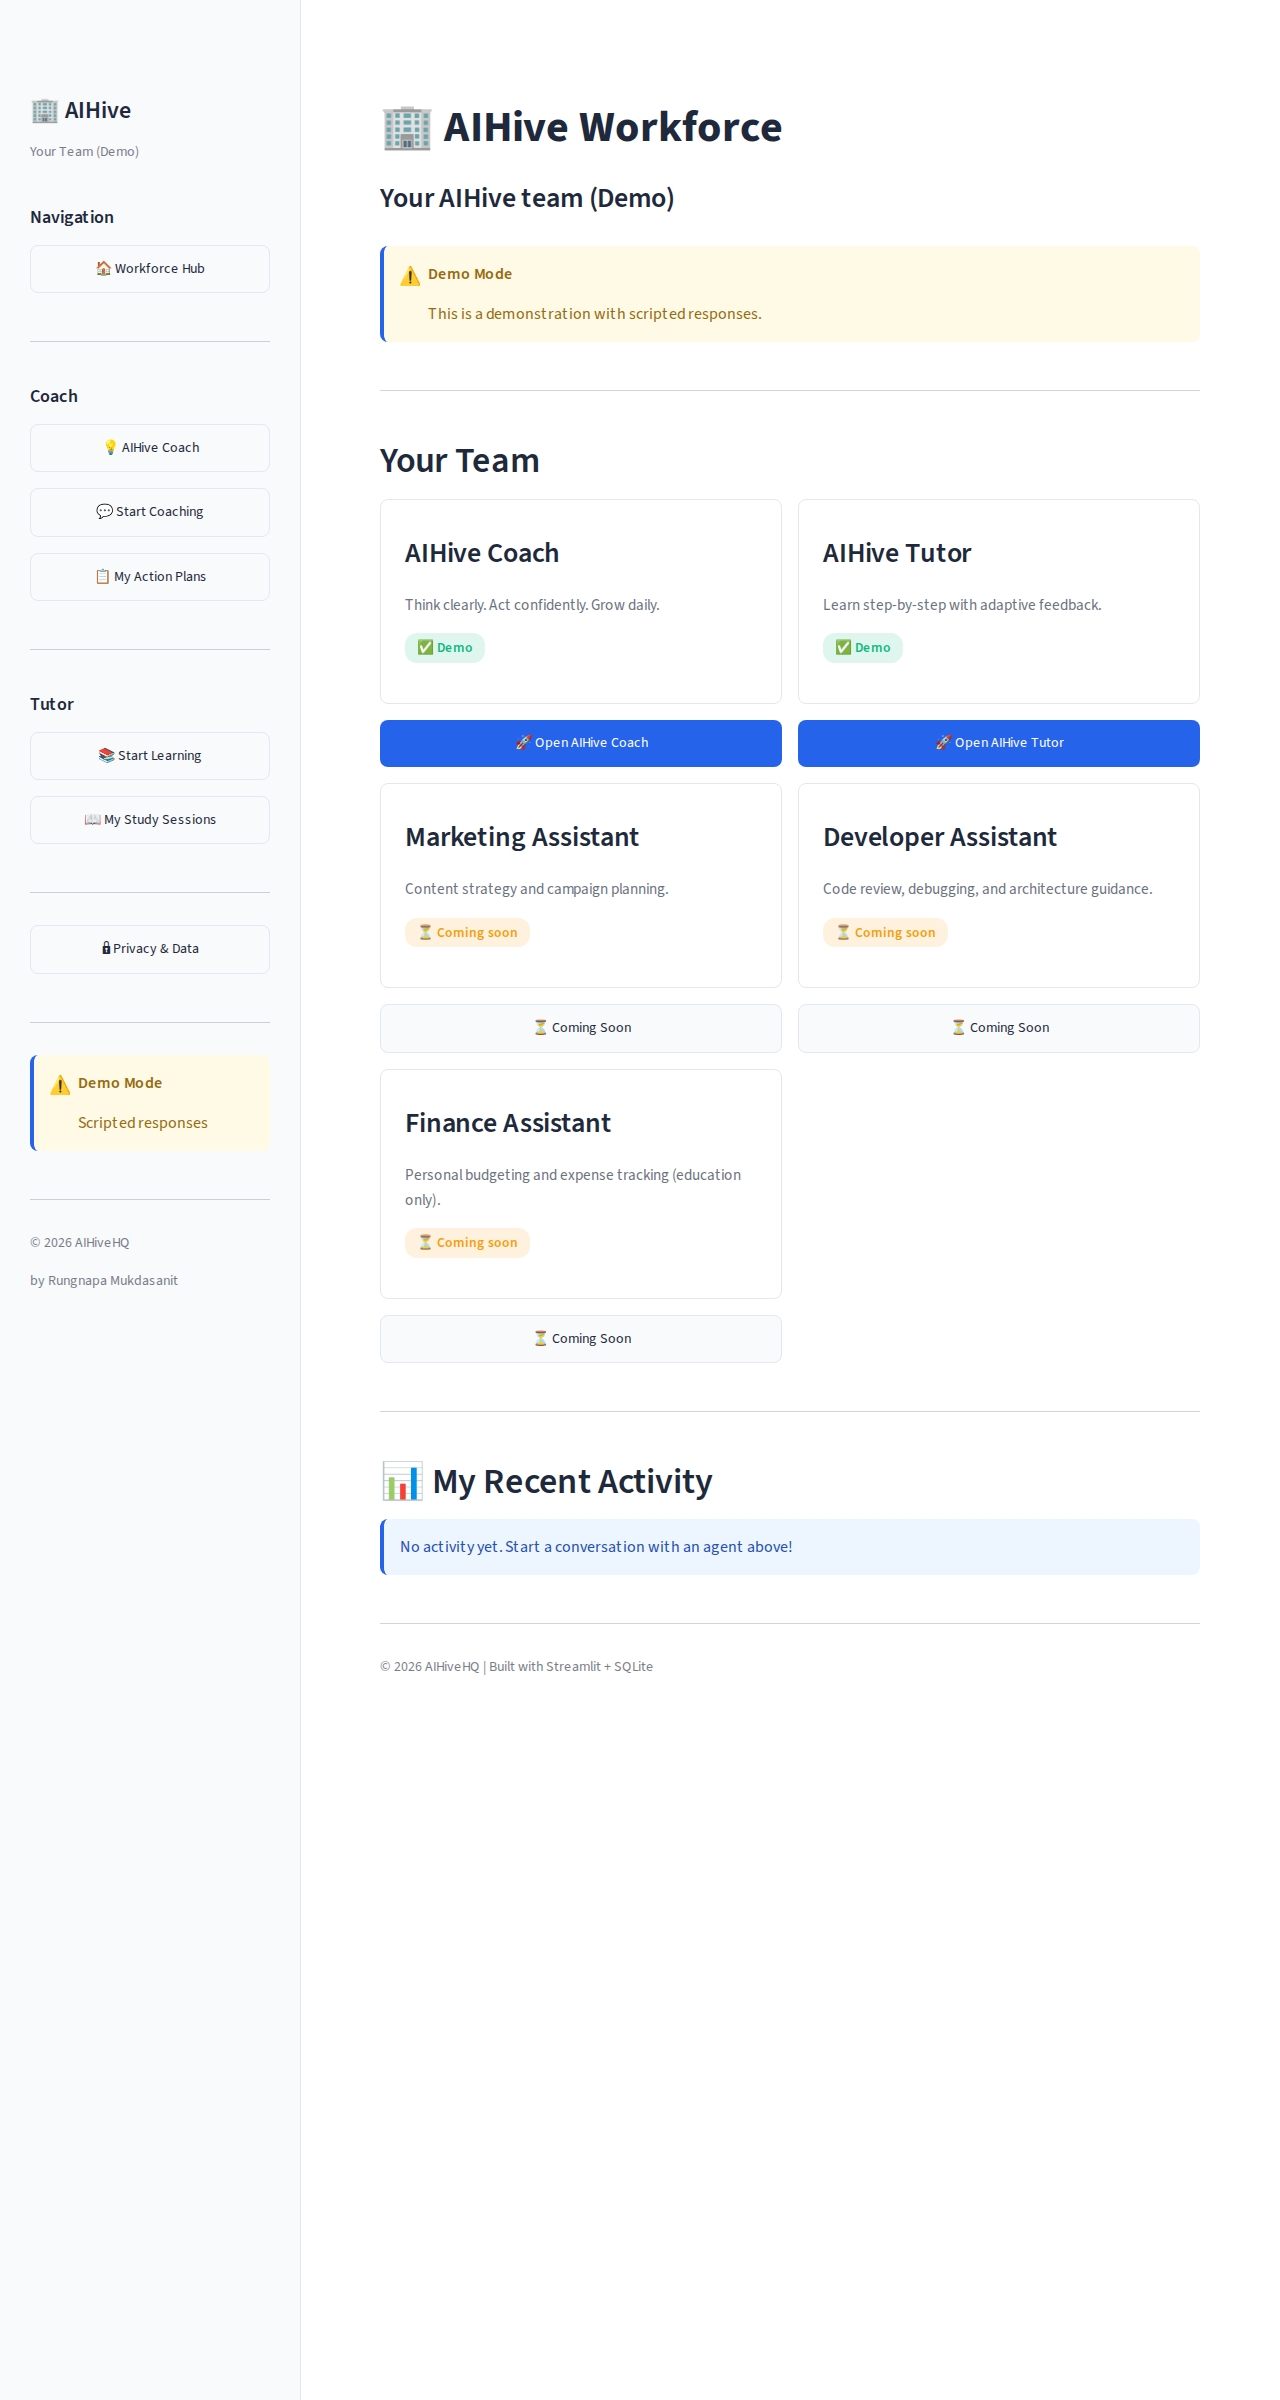 🏢 AIHive
Your Team (Demo)
Navigation
🏠 Workforce Hub
Coach
💡 AIHive Coach
💬 Start Coaching
📋 My Action Plans
Tutor
📚 Start Learning
📖 My Study Sessions
🔒 Privacy & Data
⚠️ Demo Mode
Scripted responses
© 2026 AIHiveHQ
by Rungnapa Mukdasanit
🏢 AIHive Workforce
Your AIHive team (Demo)
⚠️ Demo Mode
This is a demonstration with scripted responses.
Your Team
AIHive Coach
Think clearly. Act confidently. Grow daily.
✅ Demo
🚀 Open AIHive Coach
AIHive Tutor
Learn step-by-step with adaptive feedback.
✅ Demo
🚀 Open AIHive Tutor
Marketing Assistant
Content strategy and campaign planning.
⏳ Coming soon
⏳ Coming Soon
Developer Assistant
Code review, debugging, and architecture guidance.
⏳ Coming soon
⏳ Coming Soon
Finance Assistant
Personal budgeting and expense tracking (education
only).
⏳ Coming soon
⏳ Coming Soon
📊 My Recent Activity
No activity yet. Start a conversation with an agent above!
© 2026 AIHiveHQ | Built with Streamlit + SQLite